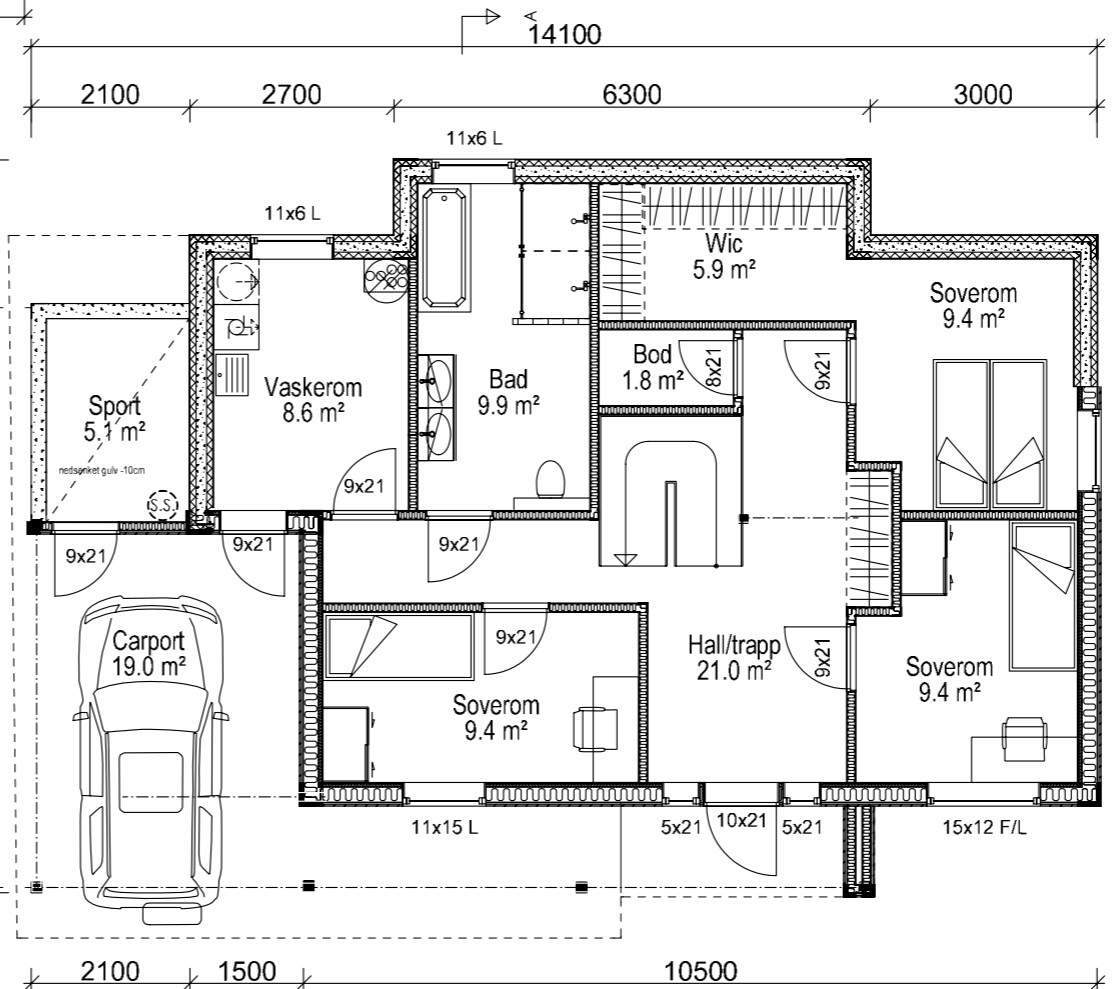 A
14100
2100 2700 6300 3000
11x6 L
11x6 L
Wic
5.9 m²
Soverom
9.4 m²
Bod
1.8 m²
8x21
9x21
Vaskerom
8.6 m²
Bad
9.9 m²
Sport
5.1 m²
nedsenket gulv -10cm
S.S.
9x21
9x21
9x21
9x21
Carport
19.0 m²
9x21
Hall/trapp
21.0 m²
9x21
Soverom
9.4 m²
Soverom
9.4 m²
11x15 L
5x21
10x21
5x21
15x12 F/L
2100 1500 10500